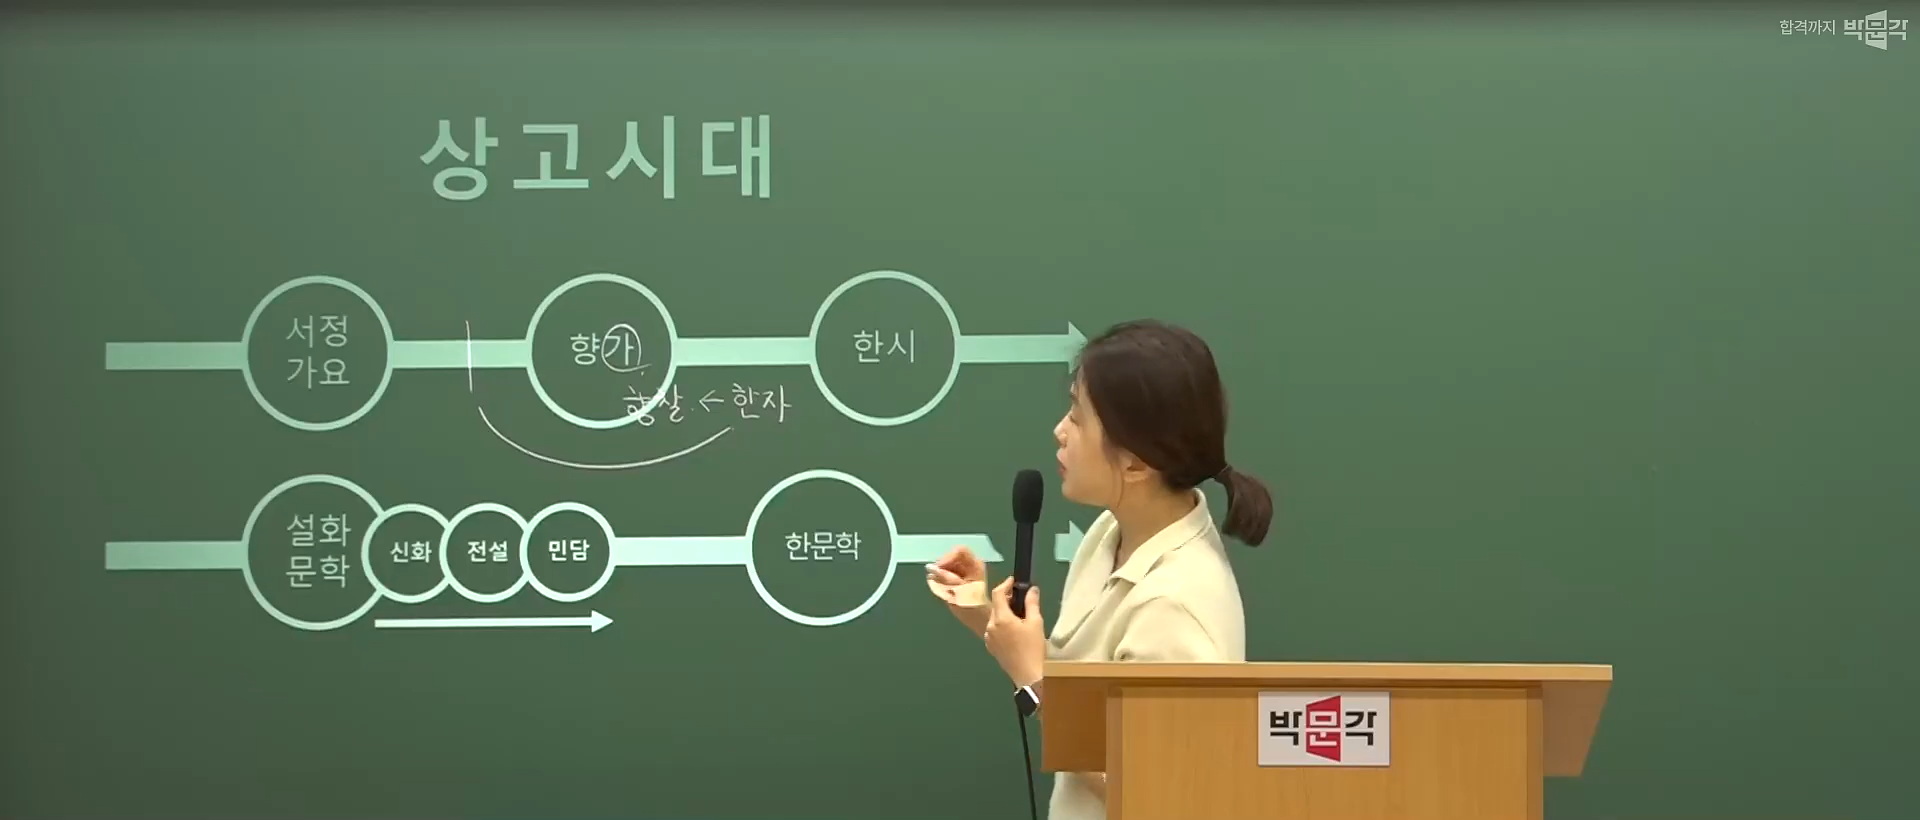 합격까지 박문각
상고시대
서정
가요
향가
한시
향찰 ← 한자
설화
문학
신화
전설
민담
한문학
박문각